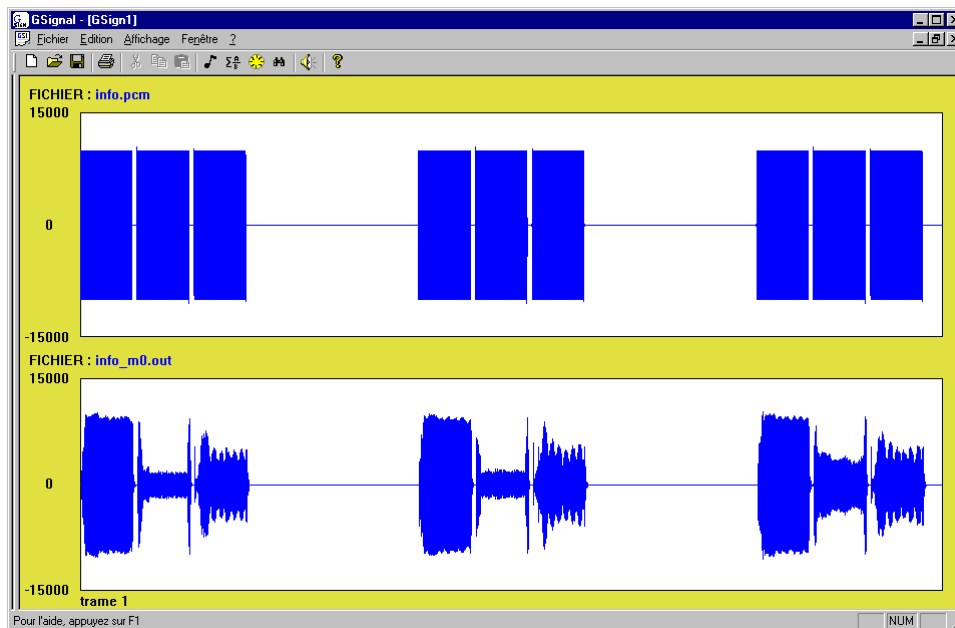 GSignal - [GSign1]
Fichier Edition Affichage Fenêtre ?
FICHIER : info.pcm
15000
0
-15000
FICHIER : info_m0.out
15000
0
-15000
trame 1
Pour l'aide, appuyez sur F1
NUM